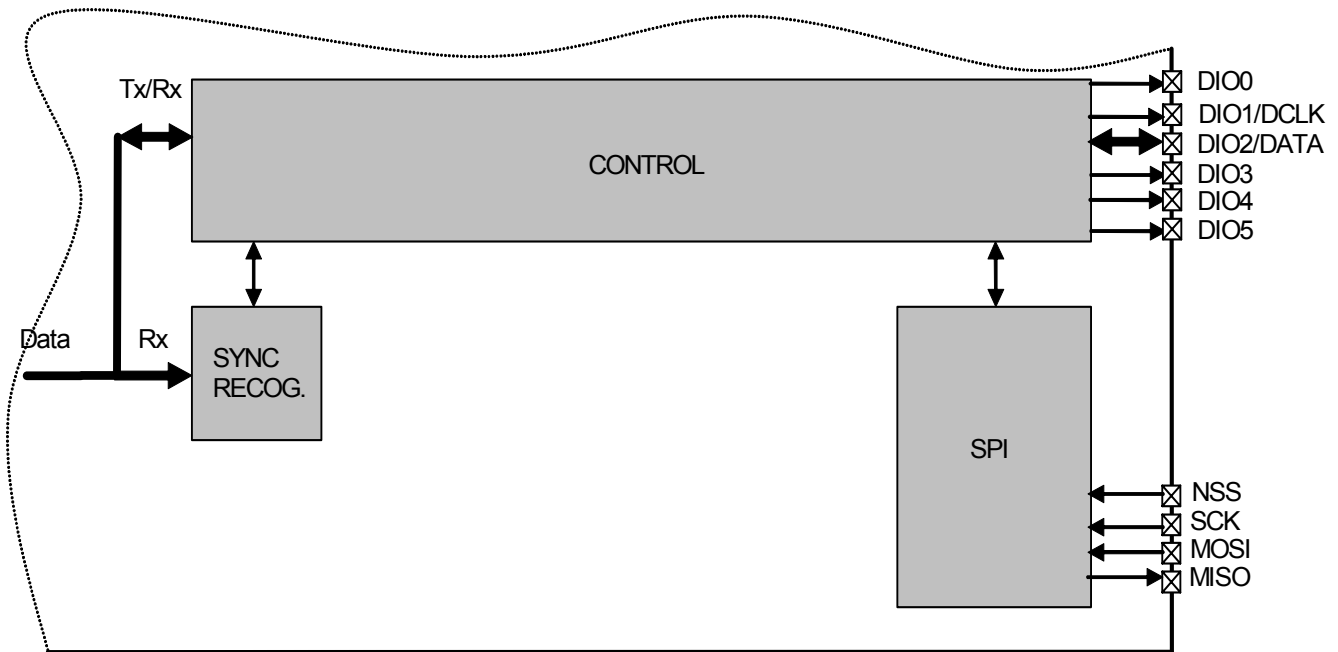 Tx/Rx
CONTROL
DIO0
DIO1/DCLK
DIO2/DATA
DIO3
DIO4
DIO5
Data
Rx
SYNC
RECOG.
SPI
NSS
SCK
MOSI
MISO